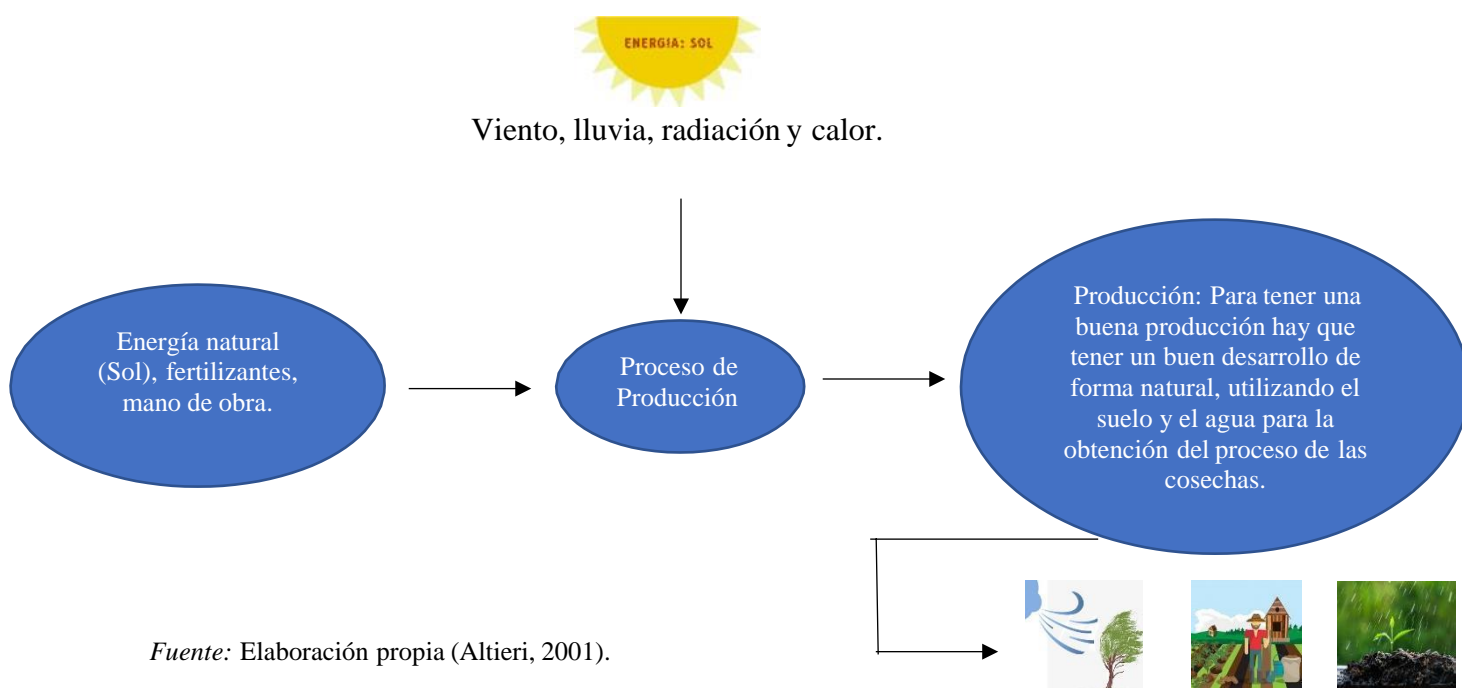 ENERGIA: SOL
Viento, lluvia, radiación y calor.
Energía natural
(Sol), fertilizantes,
mano de obra.
Proceso de
Producción
Producción: Para tener una
buena producción hay que
tener un buen desarrollo de
forma natural, utilizando el
suelo y el agua para la
obtención del proceso de las
cosechas.
Fuente: Elaboración propia (Altieri, 2001).